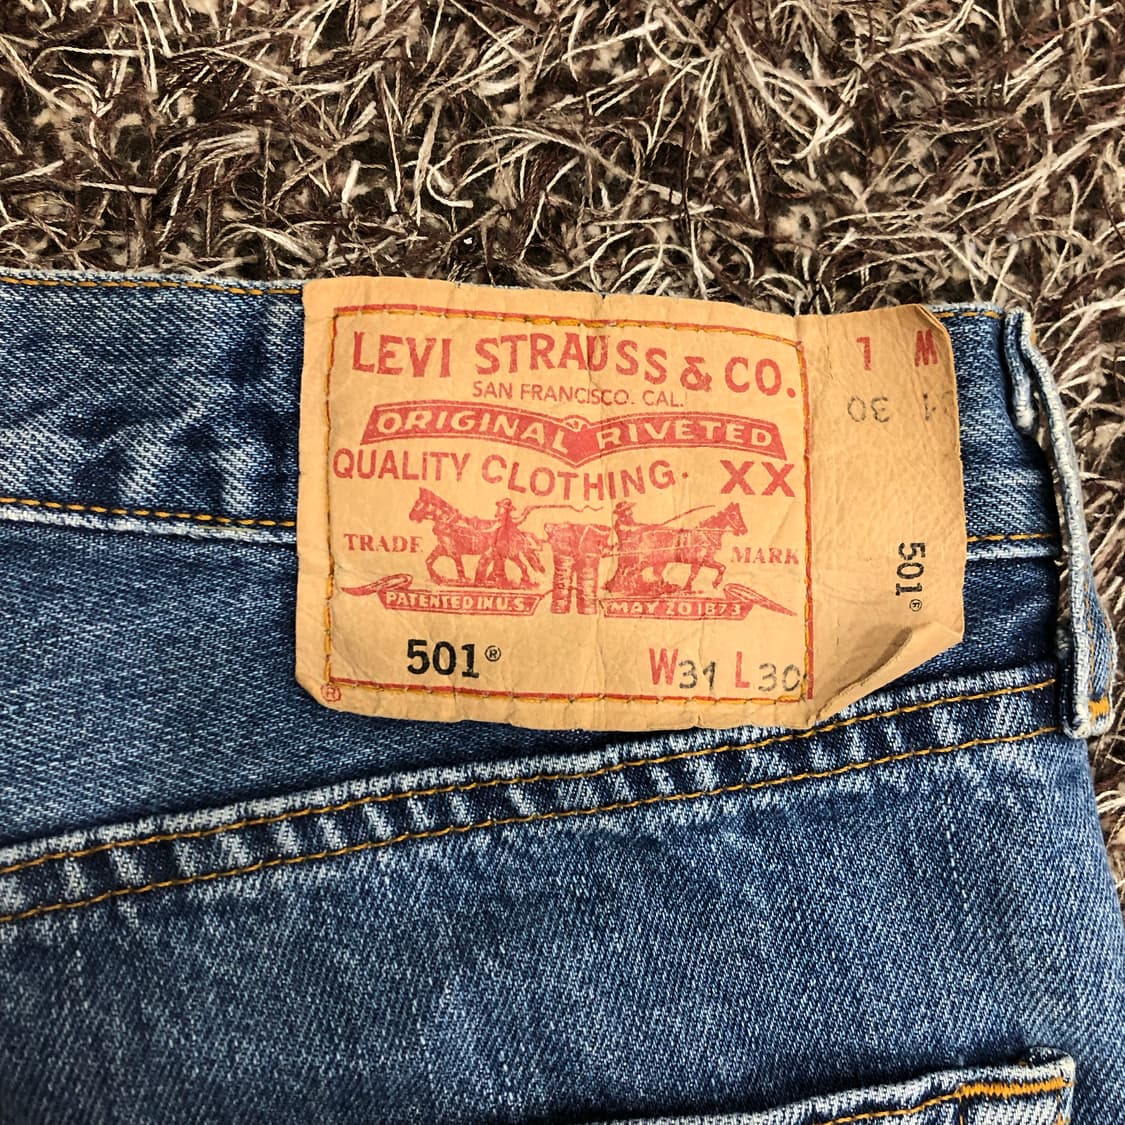 LEVI STRAUSS & CO.
SAN FRANCISCO. CAL.
ORIGINAL RIVETED
QUALITY CLOTHING. XX
TRADE MARK
PATENTED IN U.S. MAY 20 1873
501®
W31 L30
®
W L
31 30
501®